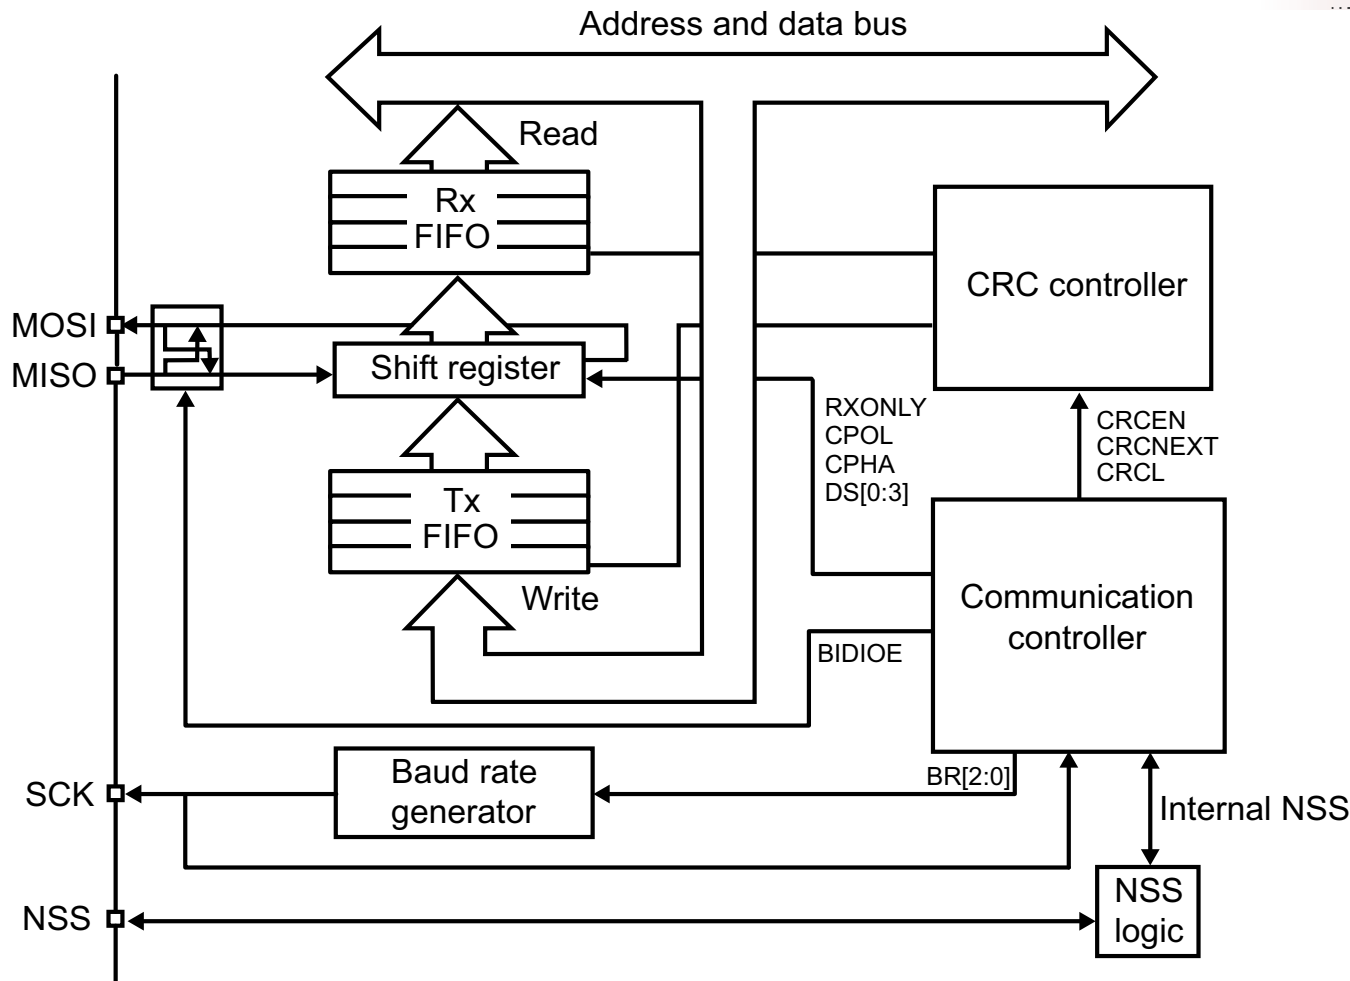 Address and data bus
Read
Rx
FIFO
CRC controller
MOSI
MISO
Shift register
RXONLY
CPOL
CPHA
DS[0:3]
CRCEN
CRCNEXT
CRCL
Tx
FIFO
Write
Communication
controller
BIDIOE
Baud rate
generator
BR[2:0]
SCK
Internal NSS
NSS
NSS
logic